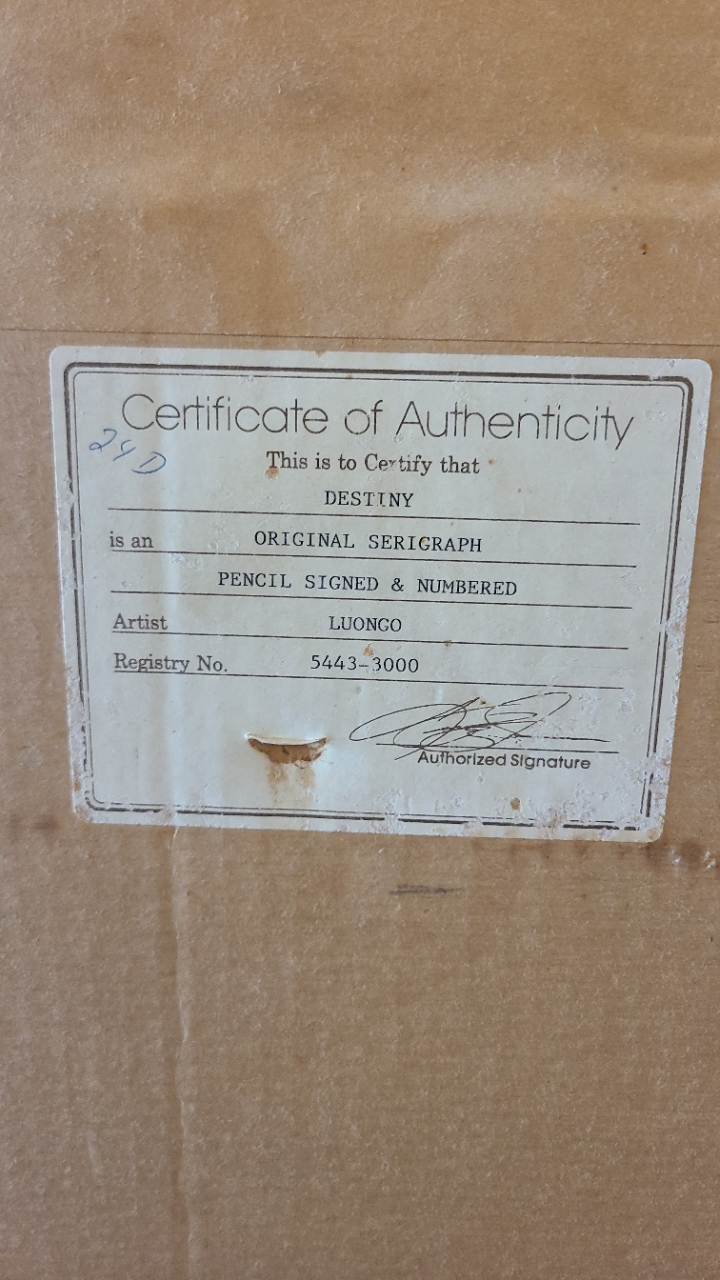 Certificate of Authenticity
24 D
This is to Certify that
DESTINY
is an ORIGINAL SERIGRAPH
PENCIL SIGNED & NUMBERED
Artist LUONGO
Registry No. 5443-3000
Authorized Signature